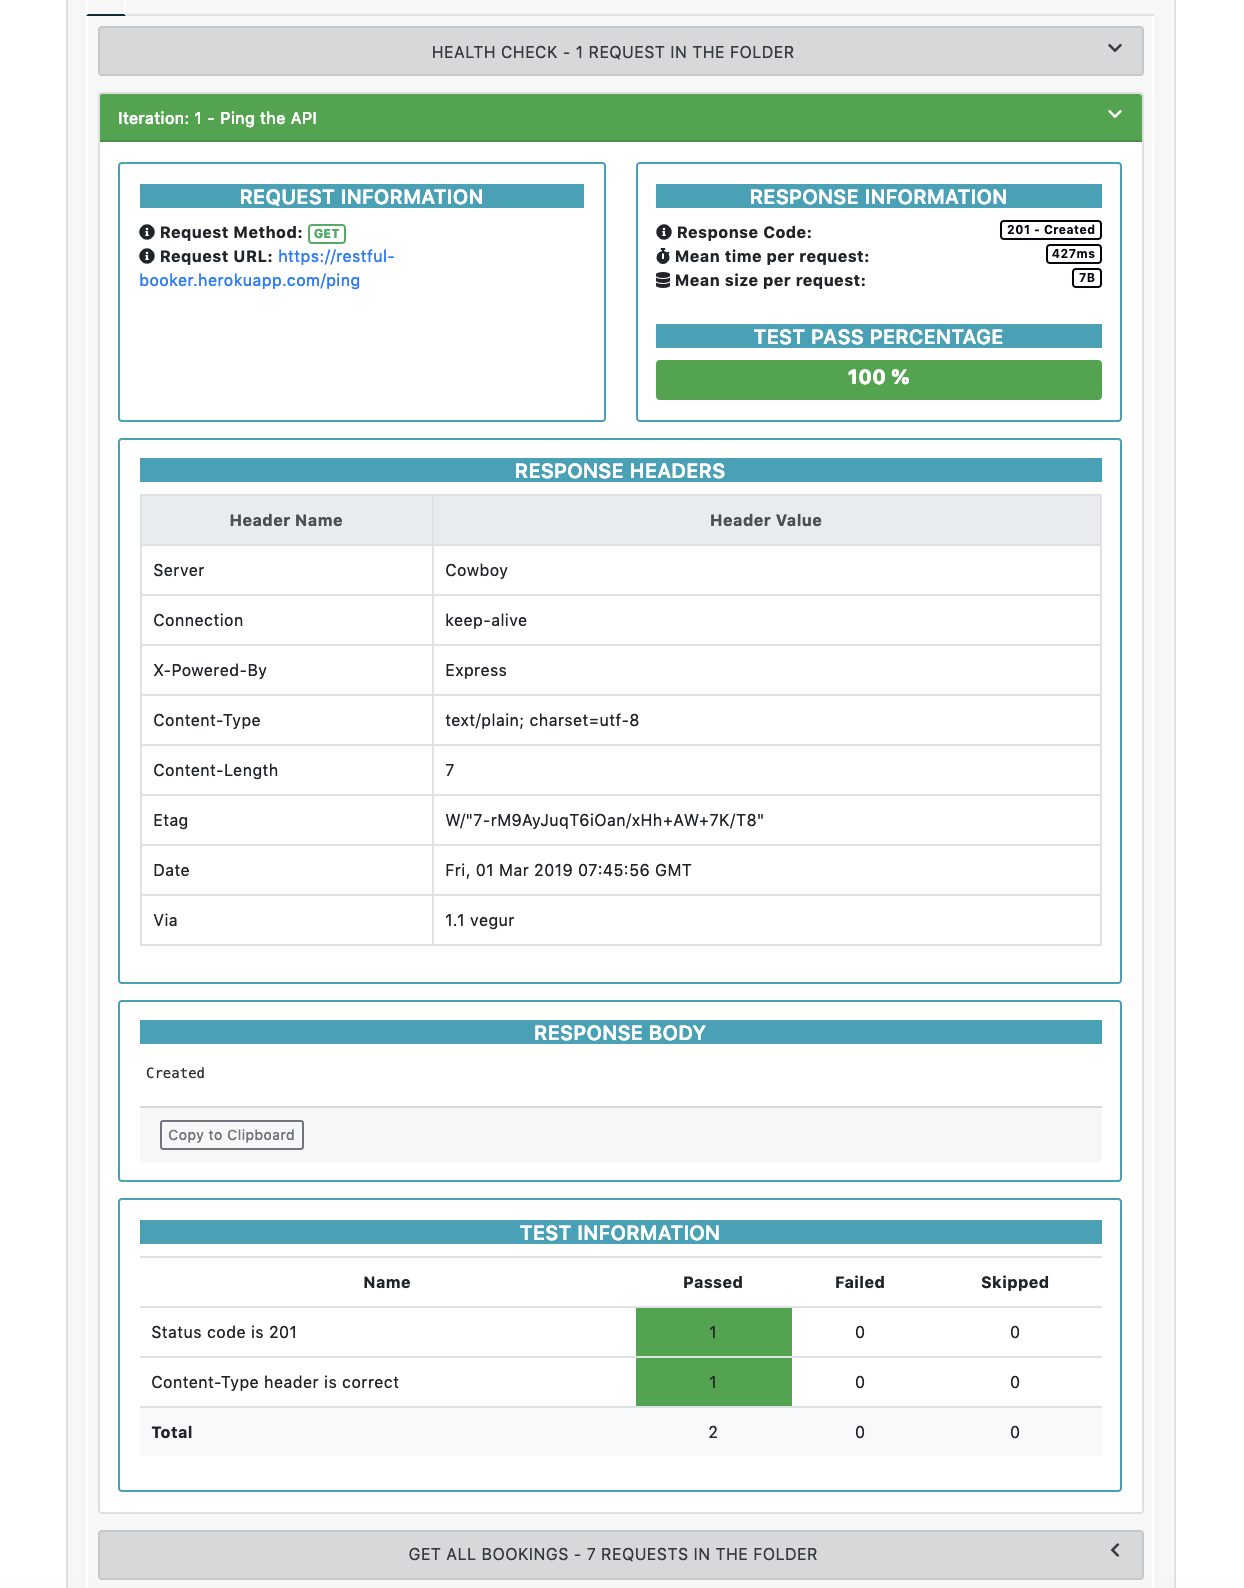 HEALTH CHECK - 1 REQUEST IN THE FOLDER
Iteration: 1 - Ping the API
REQUEST INFORMATION
Request Method: GET
Request URL: https://restful-
booker.herokuapp.com/ping
RESPONSE INFORMATION
Response Code: 201 - Created
Mean time per request: 427ms
Mean size per request: 7B
TEST PASS PERCENTAGE
100 %
RESPONSE HEADERS
Header Name Header Value
Server Cowboy
Connection keep-alive
X-Powered-By Express
Content-Type text/plain; charset=utf-8
Content-Length 7
Etag W/"7-rM9AyJuqT6iOan/xHh+AW+7K/T8"
Date Fri, 01 Mar 2019 07:45:56 GMT
Via 1.1 vegur
RESPONSE BODY
Created
Copy to Clipboard
TEST INFORMATION
Name Passed Failed Skipped
Status code is 201 1 0 0
Content-Type header is correct 1 0 0
Total 2 0 0
GET ALL BOOKINGS - 7 REQUESTS IN THE FOLDER